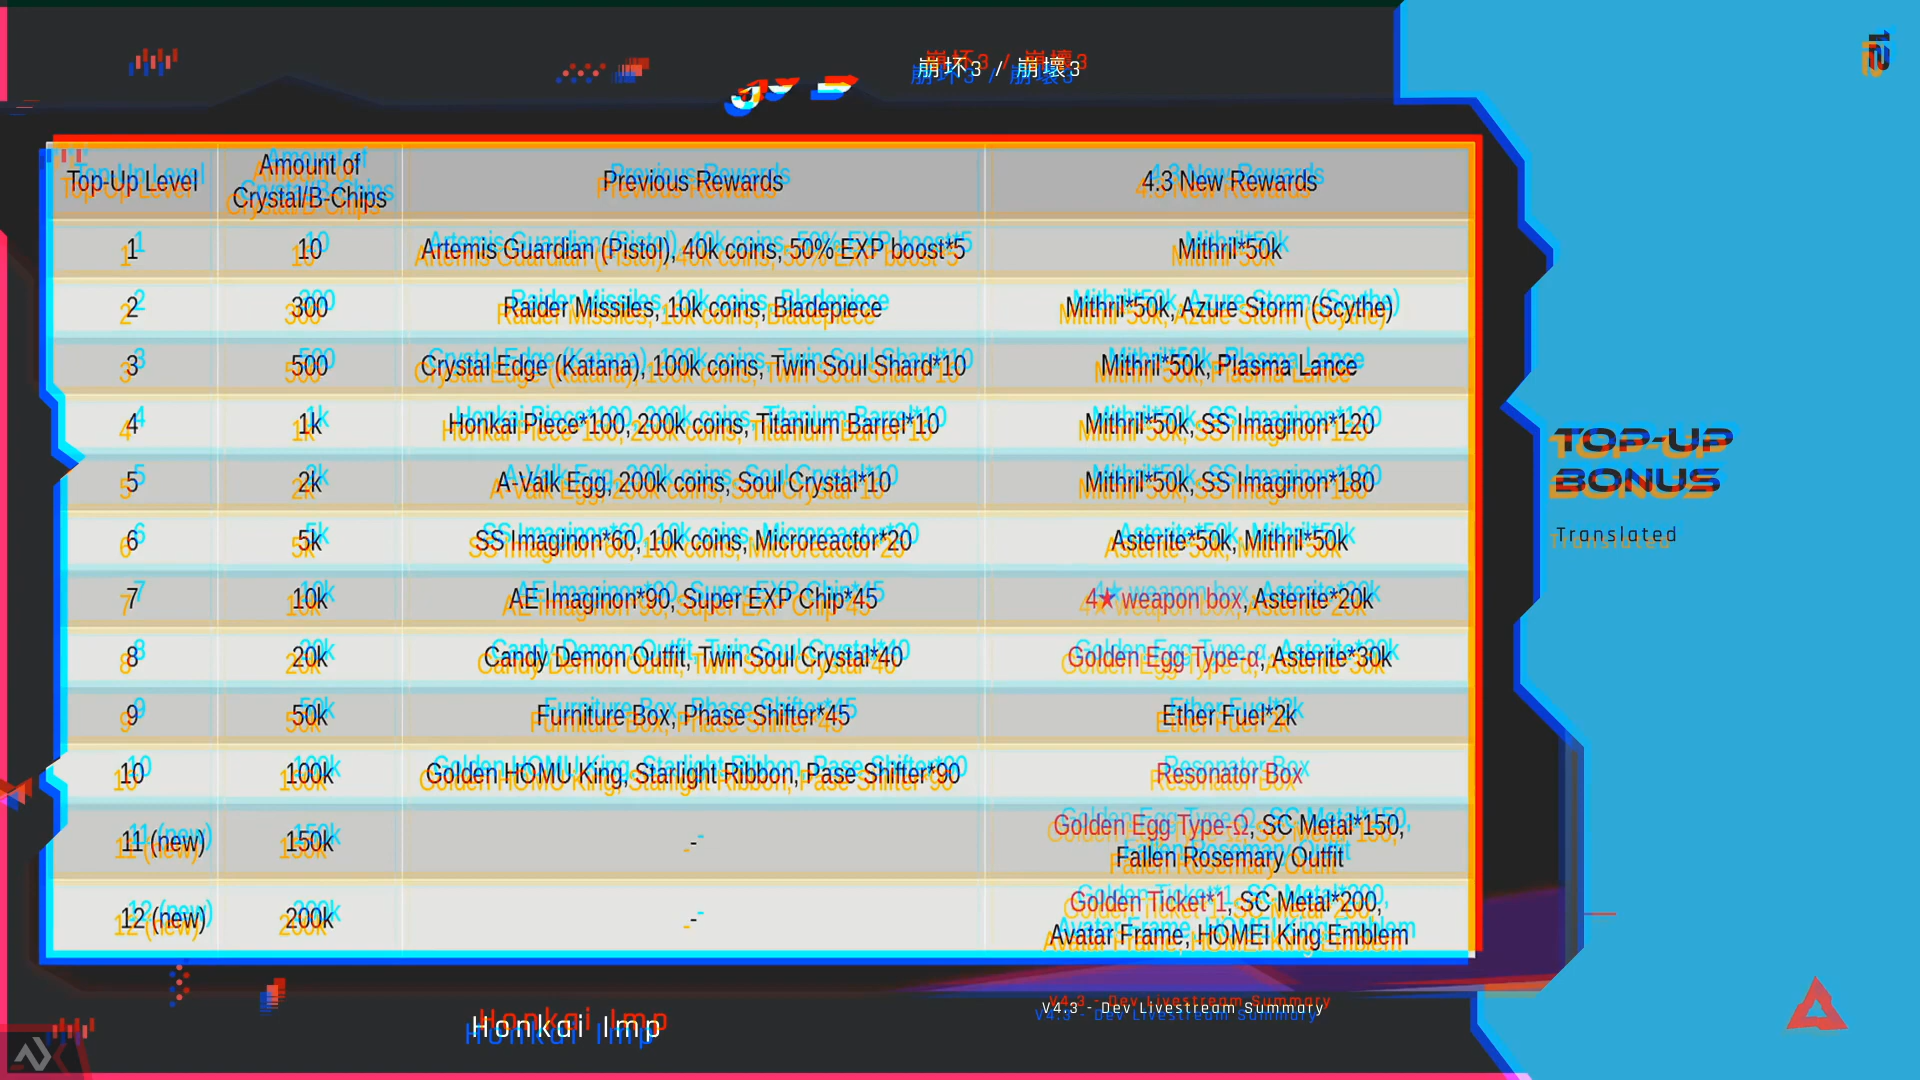 崩坏3 / 崩壞3
12
Top-Up Level Amount of Crystal/B-Chips Previous Rewards 4.3 New Rewards
1 10 Artemis Guardian (Pistol), 40k coins, 50% EXP boost*5 Mithril*50k
2 300 Raider Missiles, 10k coins, Bladepiece Mithril*50k, Azure Storm (Scythe)
3 500 Crystal Edge (Katana), 100k coins, Twin Soul Shard*10 Mithril*50k, Plasma Lance
4 1k Honkai Piece*100, 200k coins, Titanium Barrel*10 Mithril*50k, SS Imaginon*120
5 2k A-Valk Egg, 200k coins, Soul Crystal*10 Mithril*50k, SS Imaginon*180
6 5k SS Imaginon*60, 10k coins, Microreactor*20 Asterite*50k, Mithril*50k
7 10k AE Imaginon*90, Super EXP Chip*45 4★ weapon box, Asterite*20k
8 20k Candy Demon Outfit, Twin Soul Crystal*40 Golden Egg Type-α, Asterite*30k
9 50k Furniture Box, Phase Shifter*45 Ether Fuel*2k
10 100k Golden HOMU King, Starlight Ribbon, Pase Shifter*90 Resonator Box
11 (new) 150k - Golden Egg Type-Ω, SC Metal*150,
Fallen Rosemary Outfit
12 (new) 200k - Golden Ticket*1, SC Metal*200,
Avatar Frame, HOMEI King Emblem
TOP-UP
BONUS
Translated
Honkai Imp
V4.3 - Dev Livestream Summary